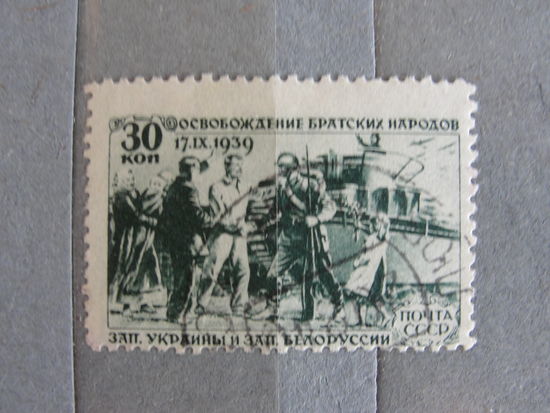 30
КОП
ОСВОБОЖДЕНИЕ БРАТСКИХ НАРОДОВ
17.IX.1939
ПОЧТА
СССР
ЗАП. УКРАИНЫ И ЗАП. БЕЛОРУССИИ